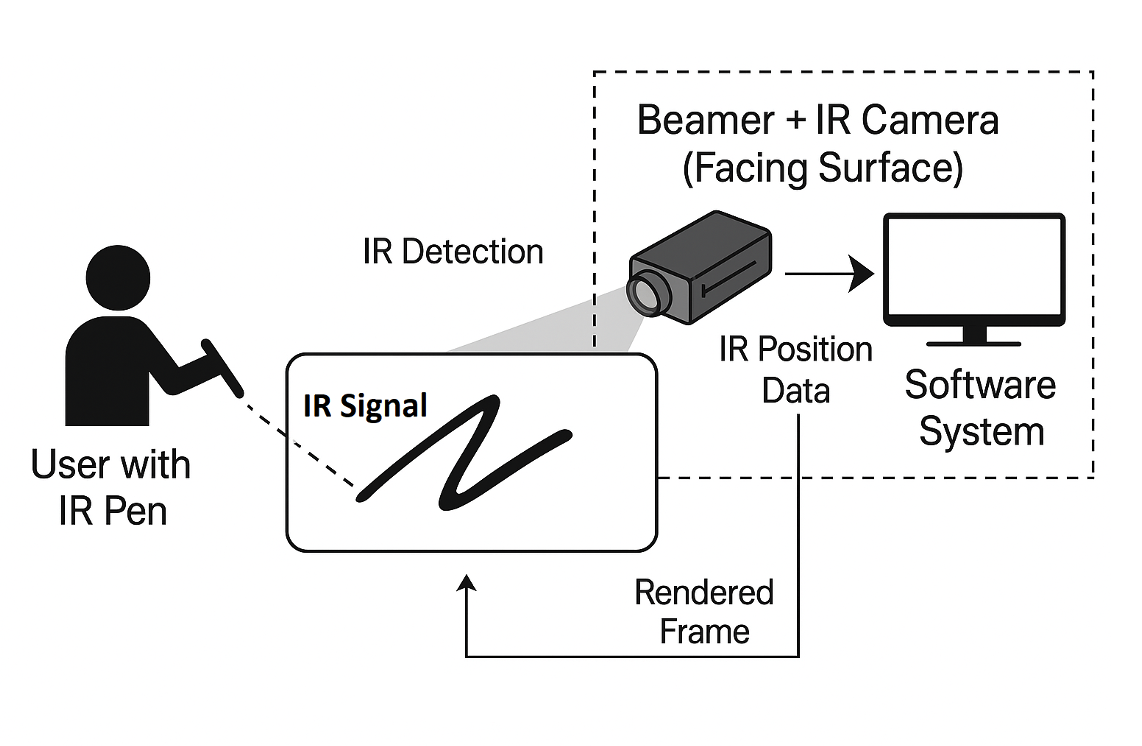 Beamer + IR Camera
(Facing Surface)
IR Detection
IR Position
Data
Software
System
IR Signal
User with
IR Pen
Rendered
Frame